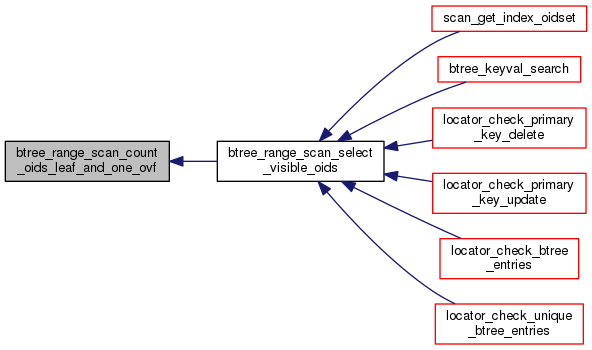 btree_range_scan_count
_oids_leaf_and_one_ovf
btree_range_scan_select
_visible_oids
scan_get_index_oidset
btree_keyval_search
locator_check_primary
_key_delete
locator_check_primary
_key_update
locator_check_btree
_entries
locator_check_unique
_btree_entries